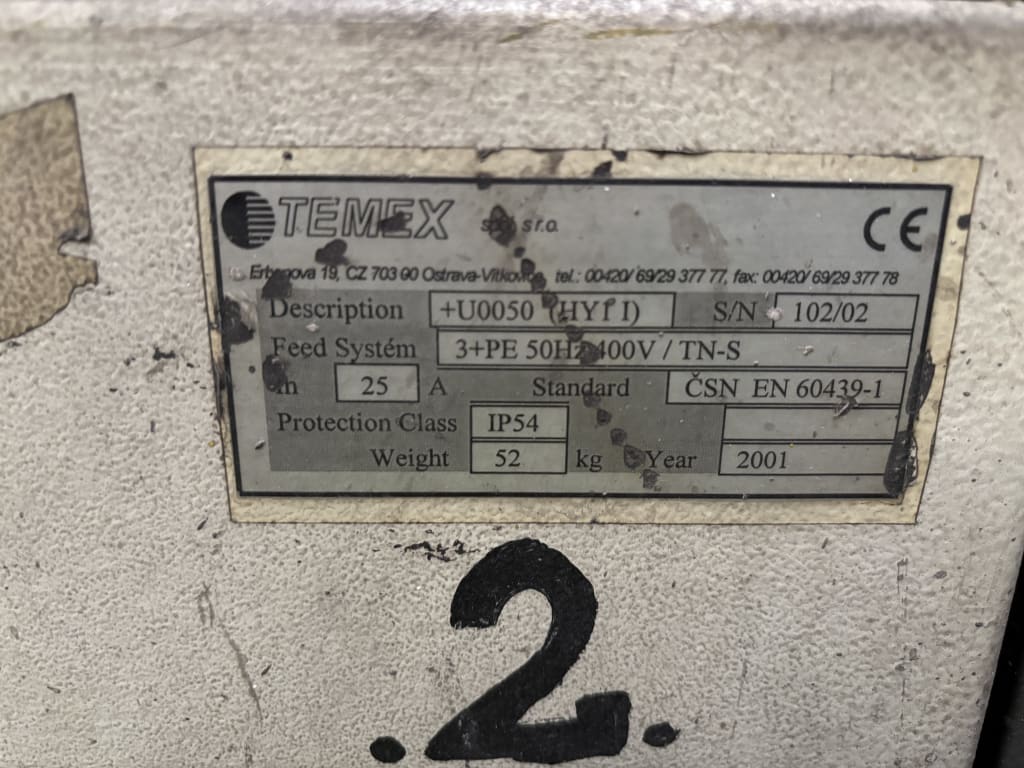 TEMEX spol. s r.o. CE
Erbenova 19, CZ 703 00 Ostrava-Vítkovice, tel.: 00420/ 69/29 377 77, fax: 00420/ 69/29 377 78
Description +U0050 S/N 102/02
Feed Systém 3+PE 50Hz 400V / TN-S
In 25 A Standard ČSN EN 60439-1
Protection Class IP54
Weight 52 kg Year 2001
.2.